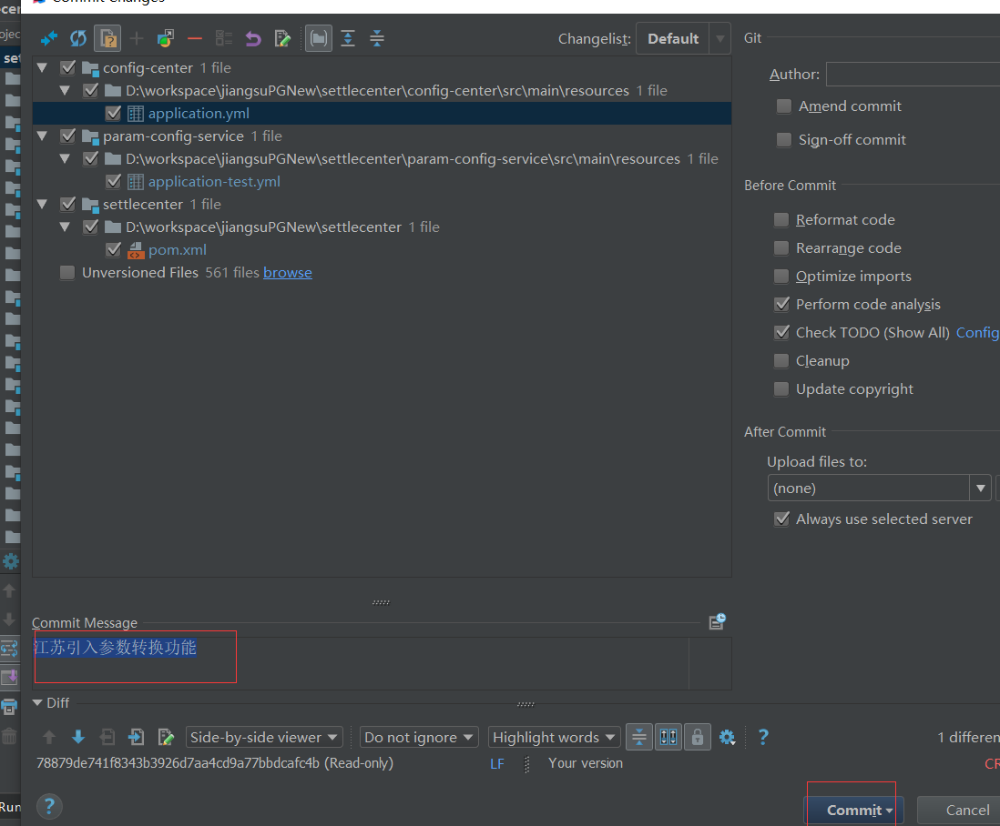 Commit Changes
Changelist: Default
config-center 1 file
D:\workspace\jiangsuPGNew\settlecenter\config-center\src\main\resources 1 file
application.yml
param-config-service 1 file
D:\workspace\jiangsuPGNew\settlecenter\param-config-service\src\main\resources 1 file
application-test.yml
settlecenter 1 file
D:\workspace\jiangsuPGNew\settlecenter 1 file
pom.xml
Unversioned Files 561 files browse
Git
Author:
Amend commit
Sign-off commit
Before Commit
Reformat code
Rearrange code
Optimize imports
Perform code analysis
Check TODO (Show All) Config
Cleanup
Update copyright
After Commit
Upload files to:
(none)
Always use selected server
Commit Message
江苏引入参数转换功能
Diff
Side-by-side viewer Do not ignore Highlight words ? 1 differen
78879de741f8343b3926d7aa4cd9a77bbdcafc4b (Read-only) LF Your version CR
Run
? Commit Cancel